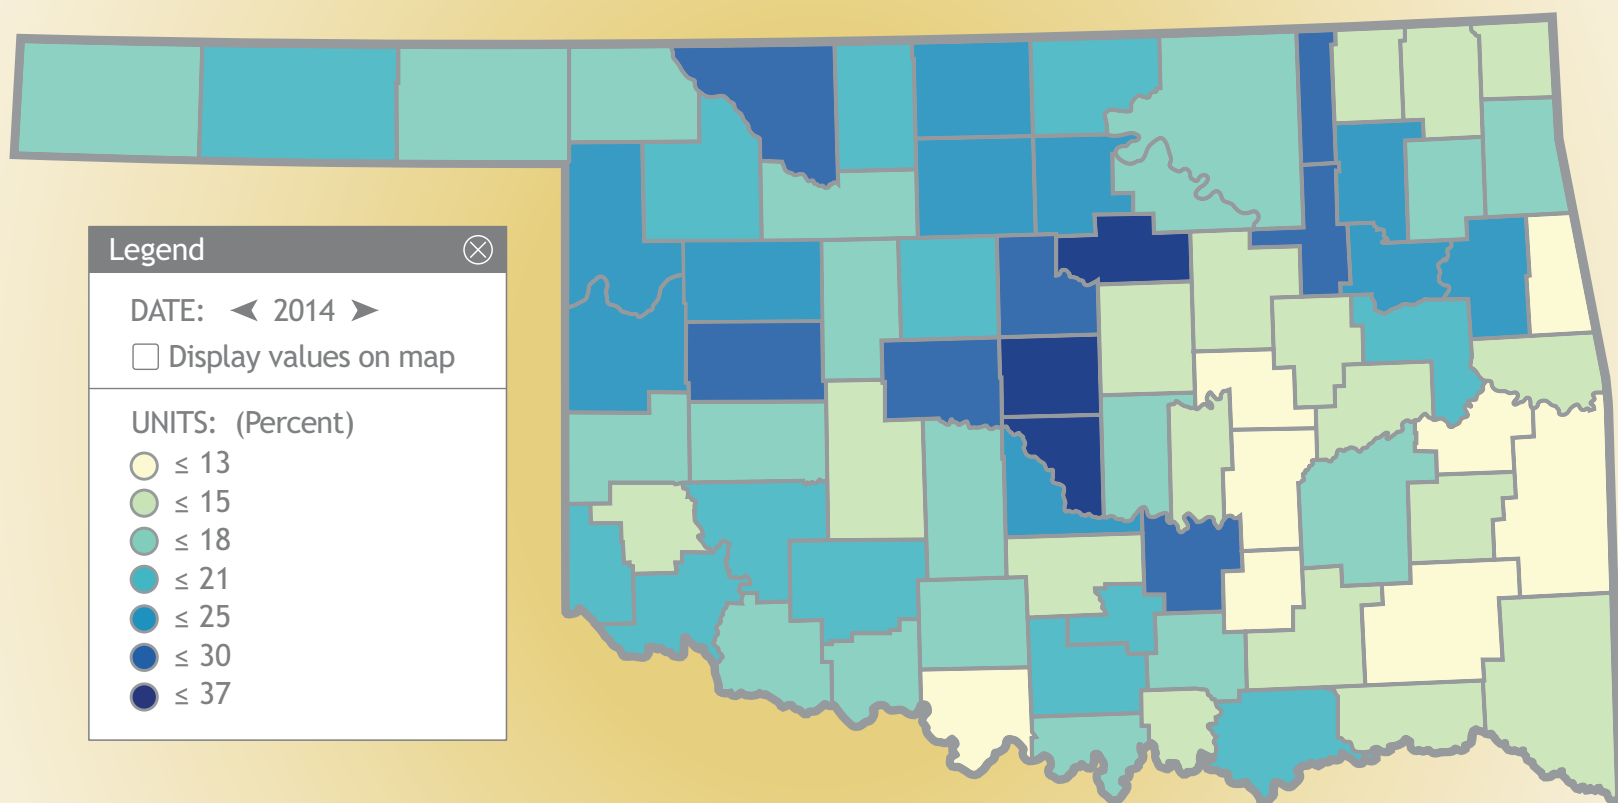 Legend
DATE: 2014
Display values on map
UNITS: (Percent)
≤ 13
≤ 15
≤ 18
≤ 21
≤ 25
≤ 30
≤ 37